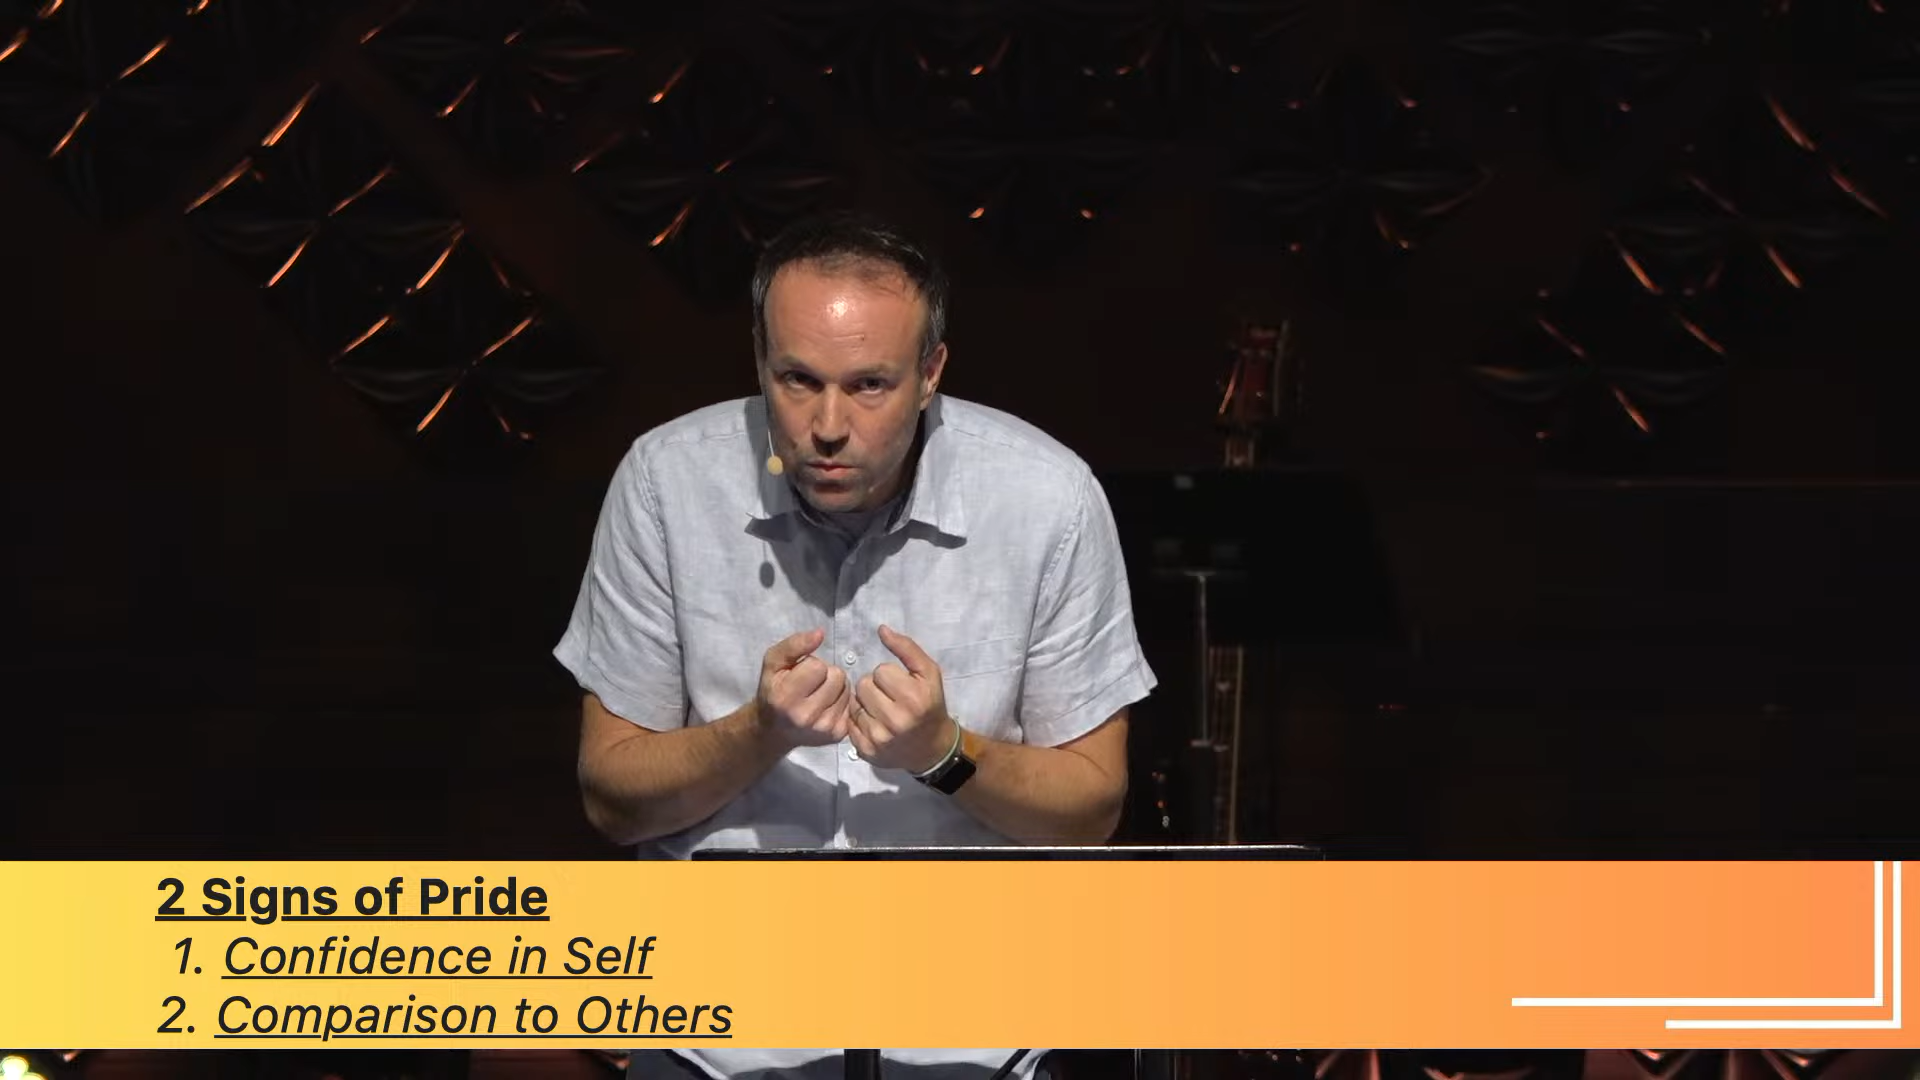 2 Signs of Pride
1. Confidence in Self
2. Comparison to Others